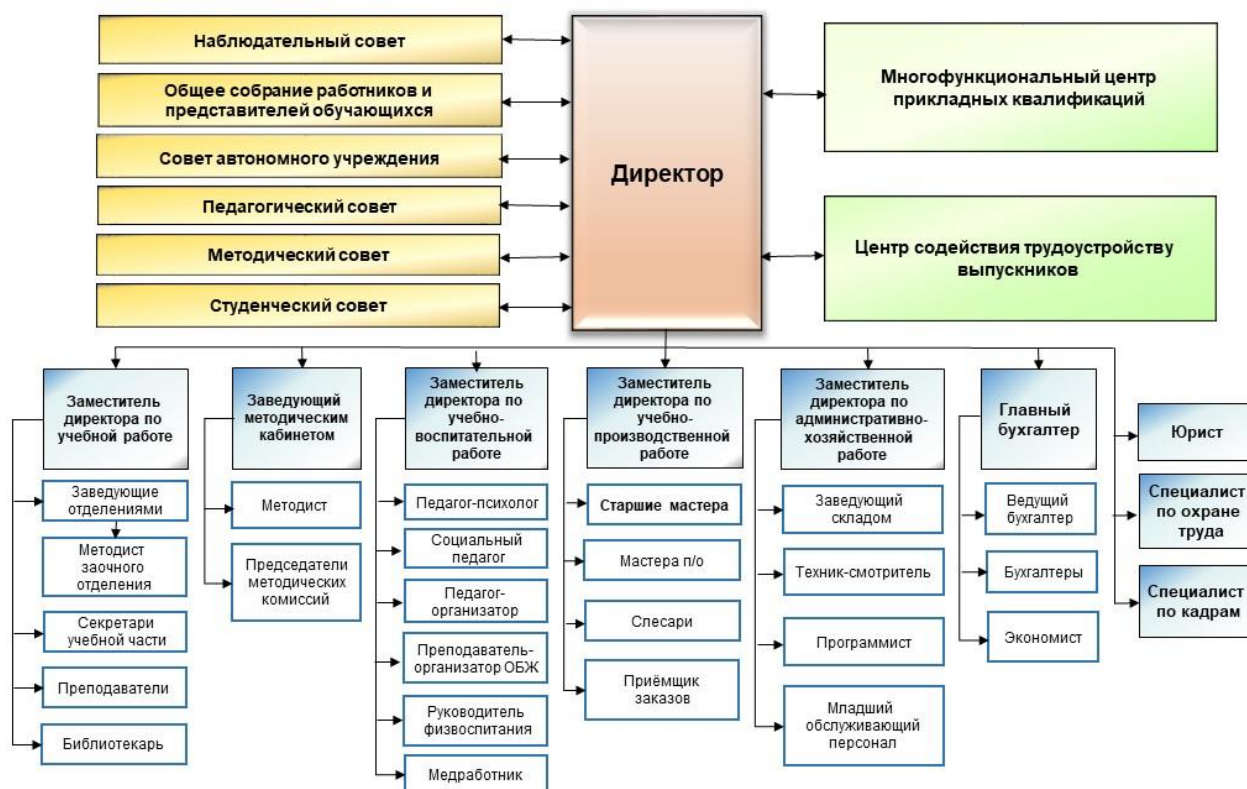 Наблюдательный совет
Общее собрание работников и
представителей обучающихся
Совет автономного учреждения
Педагогический совет
Методический совет
Студенческий совет
Директор
Многофункциональный центр
прикладных квалификаций
Центр содействия трудоустройству
выпускников
Заместитель
директора по
учебной работе
Заведующие
отделениями
Методист
заочного
отделения
Секретари
учебной части
Преподаватели
Библиотекарь
Заведующий
методическим
кабинетом
Методист
Председатели
методических
комиссий
Заместитель
директора по
учебно-
воспитательной
работе
Педагог-психолог
Социальный
педагог
Педагог-
организатор
Преподаватель-
организатор ОБЖ
Руководитель
физвоспитания
Медработник
Заместитель
директора по
учебно-
производственной
работе
Старшие мастера
Мастера п/о
Слесари
Приёмщик
заказов
Заместитель
директора по
административно-
хозяйственной
работе
Заведующий
складом
Техник-смотритель
Программист
Младший
обслуживающий
персонал
Главный
бухгалтер
Ведущий
бухгалтер
Бухгалтеры
Экономист
Юрист
Специалист
по охране
труда
Специалист
по кадрам